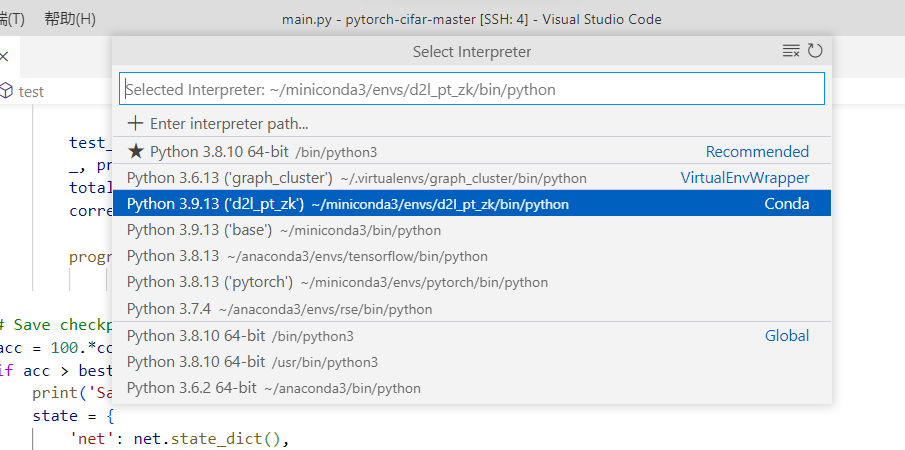 端(T) 帮助(H)
main.py - pytorch-cifar-master [SSH: 4] - Visual Studio Code
Select Interpreter
test
Selected Interpreter: ~/miniconda3/envs/d2l_pt_zk/bin/python
Enter interpreter path...
Python 3.8.10 64-bit /bin/python3 Recommended
Python 3.6.13 ('graph_cluster') ~/.virtualenvs/graph_cluster/bin/python VirtualEnvWrapper
Python 3.9.13 ('d2l_pt_zk') ~/miniconda3/envs/d2l_pt_zk/bin/python Conda
Python 3.9.13 ('base') ~/miniconda3/bin/python
Python 3.8.13 ~/anaconda3/envs/tensorflow/bin/python
Python 3.8.13 ('pytorch') ~/miniconda3/envs/pytorch/bin/python
Python 3.7.4 ~/anaconda3/envs/rse/bin/python
Python 3.8.10 64-bit /bin/python3 Global
Python 3.8.10 64-bit /usr/bin/python3
Python 3.6.2 64-bit ~/anaconda3/bin/python
test_
_, pr
total
corre
progr
# Save checkp
acc = 100.*co
if acc > best
print('Sa
state = {
'net': net.state_dict(),